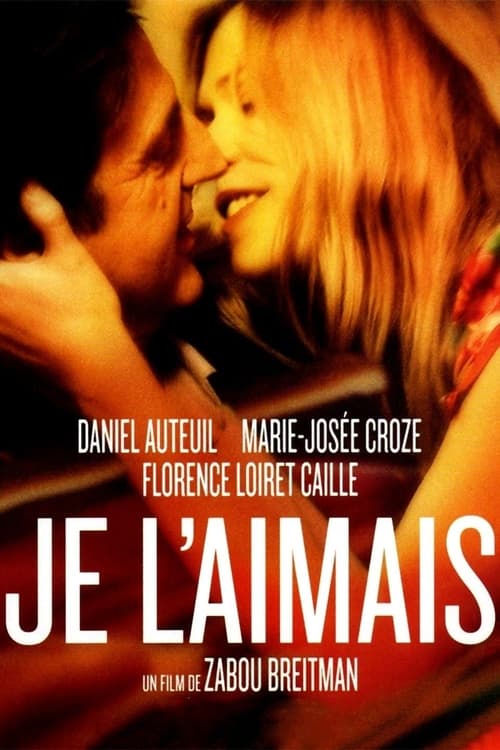 DANIEL AUTEUIL MARIE-JOSÉE CROZE
FLORENCE LOIRET CAILLE
JE L'AIMAIS
UN FILM DE ZABOU BREITMAN